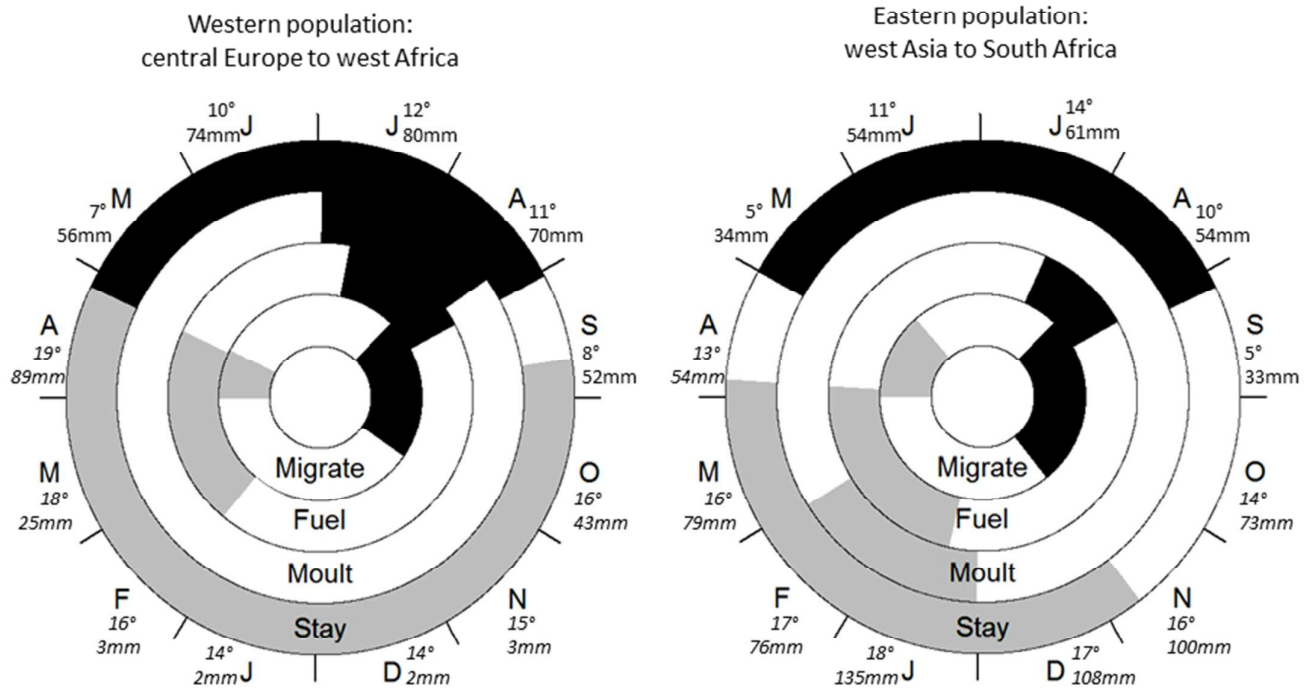 Western population:
central Europe to west Africa
10°
74mm J
12°
J 80mm
M
7°
56mm
A
11°
70mm
A
19°
89mm
S
8°
52mm
M
18°
25mm
O
16°
43mm
F
16°
3mm
N
15°
3mm
14°
2mm J
14°
D 2mm
Migrate
Fuel
Moult
Stay
Eastern population:
west Asia to South Africa
11°
54mm J
14°
J 61mm
M
5°
34mm
A
10°
54mm
A
13°
54mm
S
5°
33mm
M
16°
79mm
O
14°
73mm
F
17°
76mm
N
16°
100mm
18°
135mm J
17°
D 108mm
Migrate
Fuel
Moult
Stay